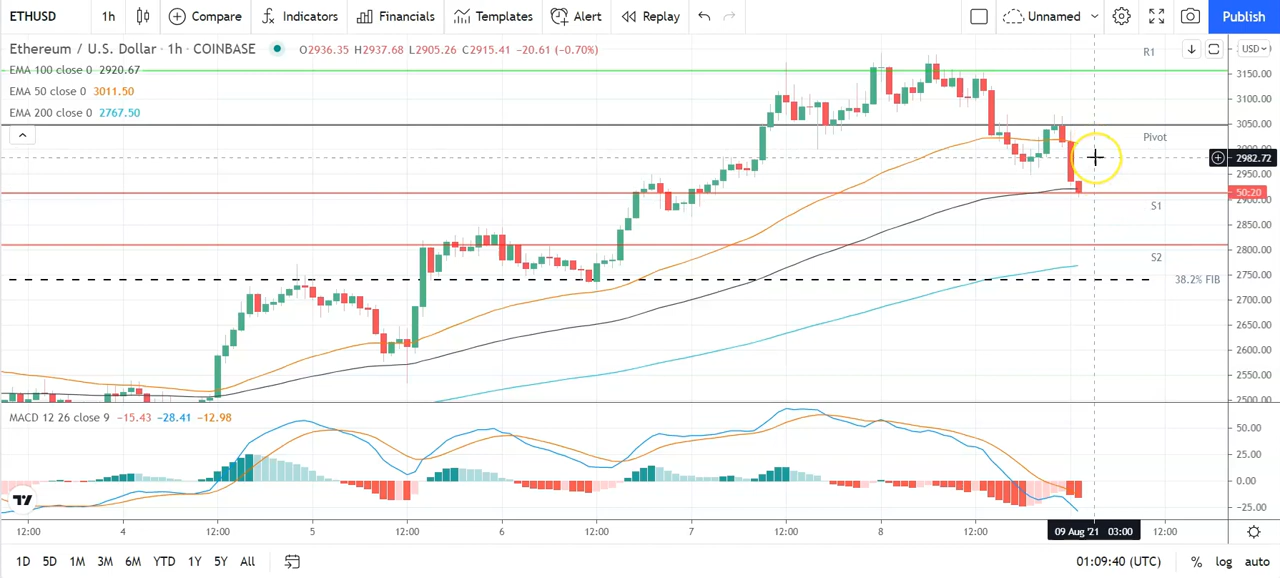 ETHUSD 1h Compare Indicators Financials Templates Alert Replay Unnamed Publish
Ethereum / U.S. Dollar · 1h · COINBASE O2936.35 H2937.68 L2905.26 C2915.41 −20.61 (−0.70%) USD
EMA 100 close 0 2920.67
EMA 50 close 0 3011.50
EMA 200 close 0 2767.50
R1
3150.00
3100.00
3050.00
Pivot
2982.72
2950.00
50:20
2900.00
S1
2850.00
2800.00
S2
2750.00
38.2% FIB
2700.00
2650.00
2600.00
2550.00
2500.00
MACD 12 26 close 9 −15.43 −28.41 −12.98
50.00
25.00
0.00
−25.00
12:00 4 12:00 5 12:00 6 12:00 7 12:00 8 12:00 09 Aug '21 03:00 12:00
1D 5D 1M 3M 6M YTD 1Y 5Y All 01:09:40 (UTC) % log auto